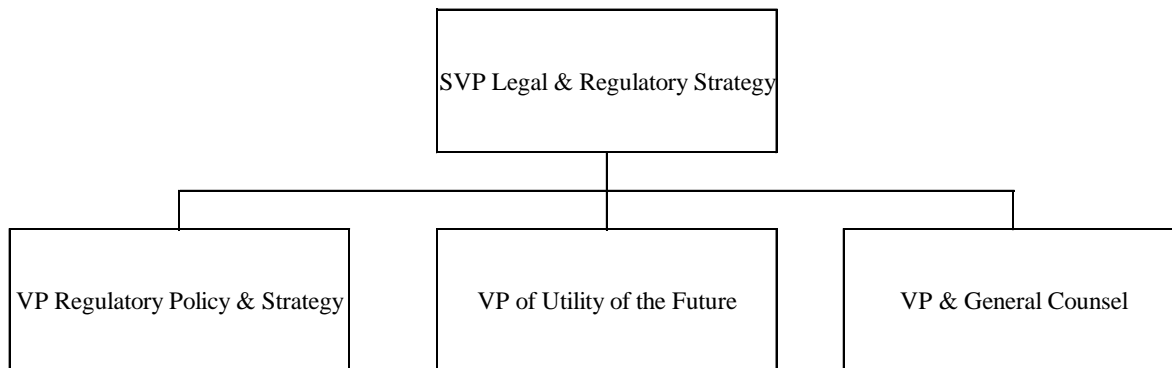 SVP Legal & Regulatory Strategy
VP Regulatory Policy & Strategy
VP of Utility of the Future
VP & General Counsel